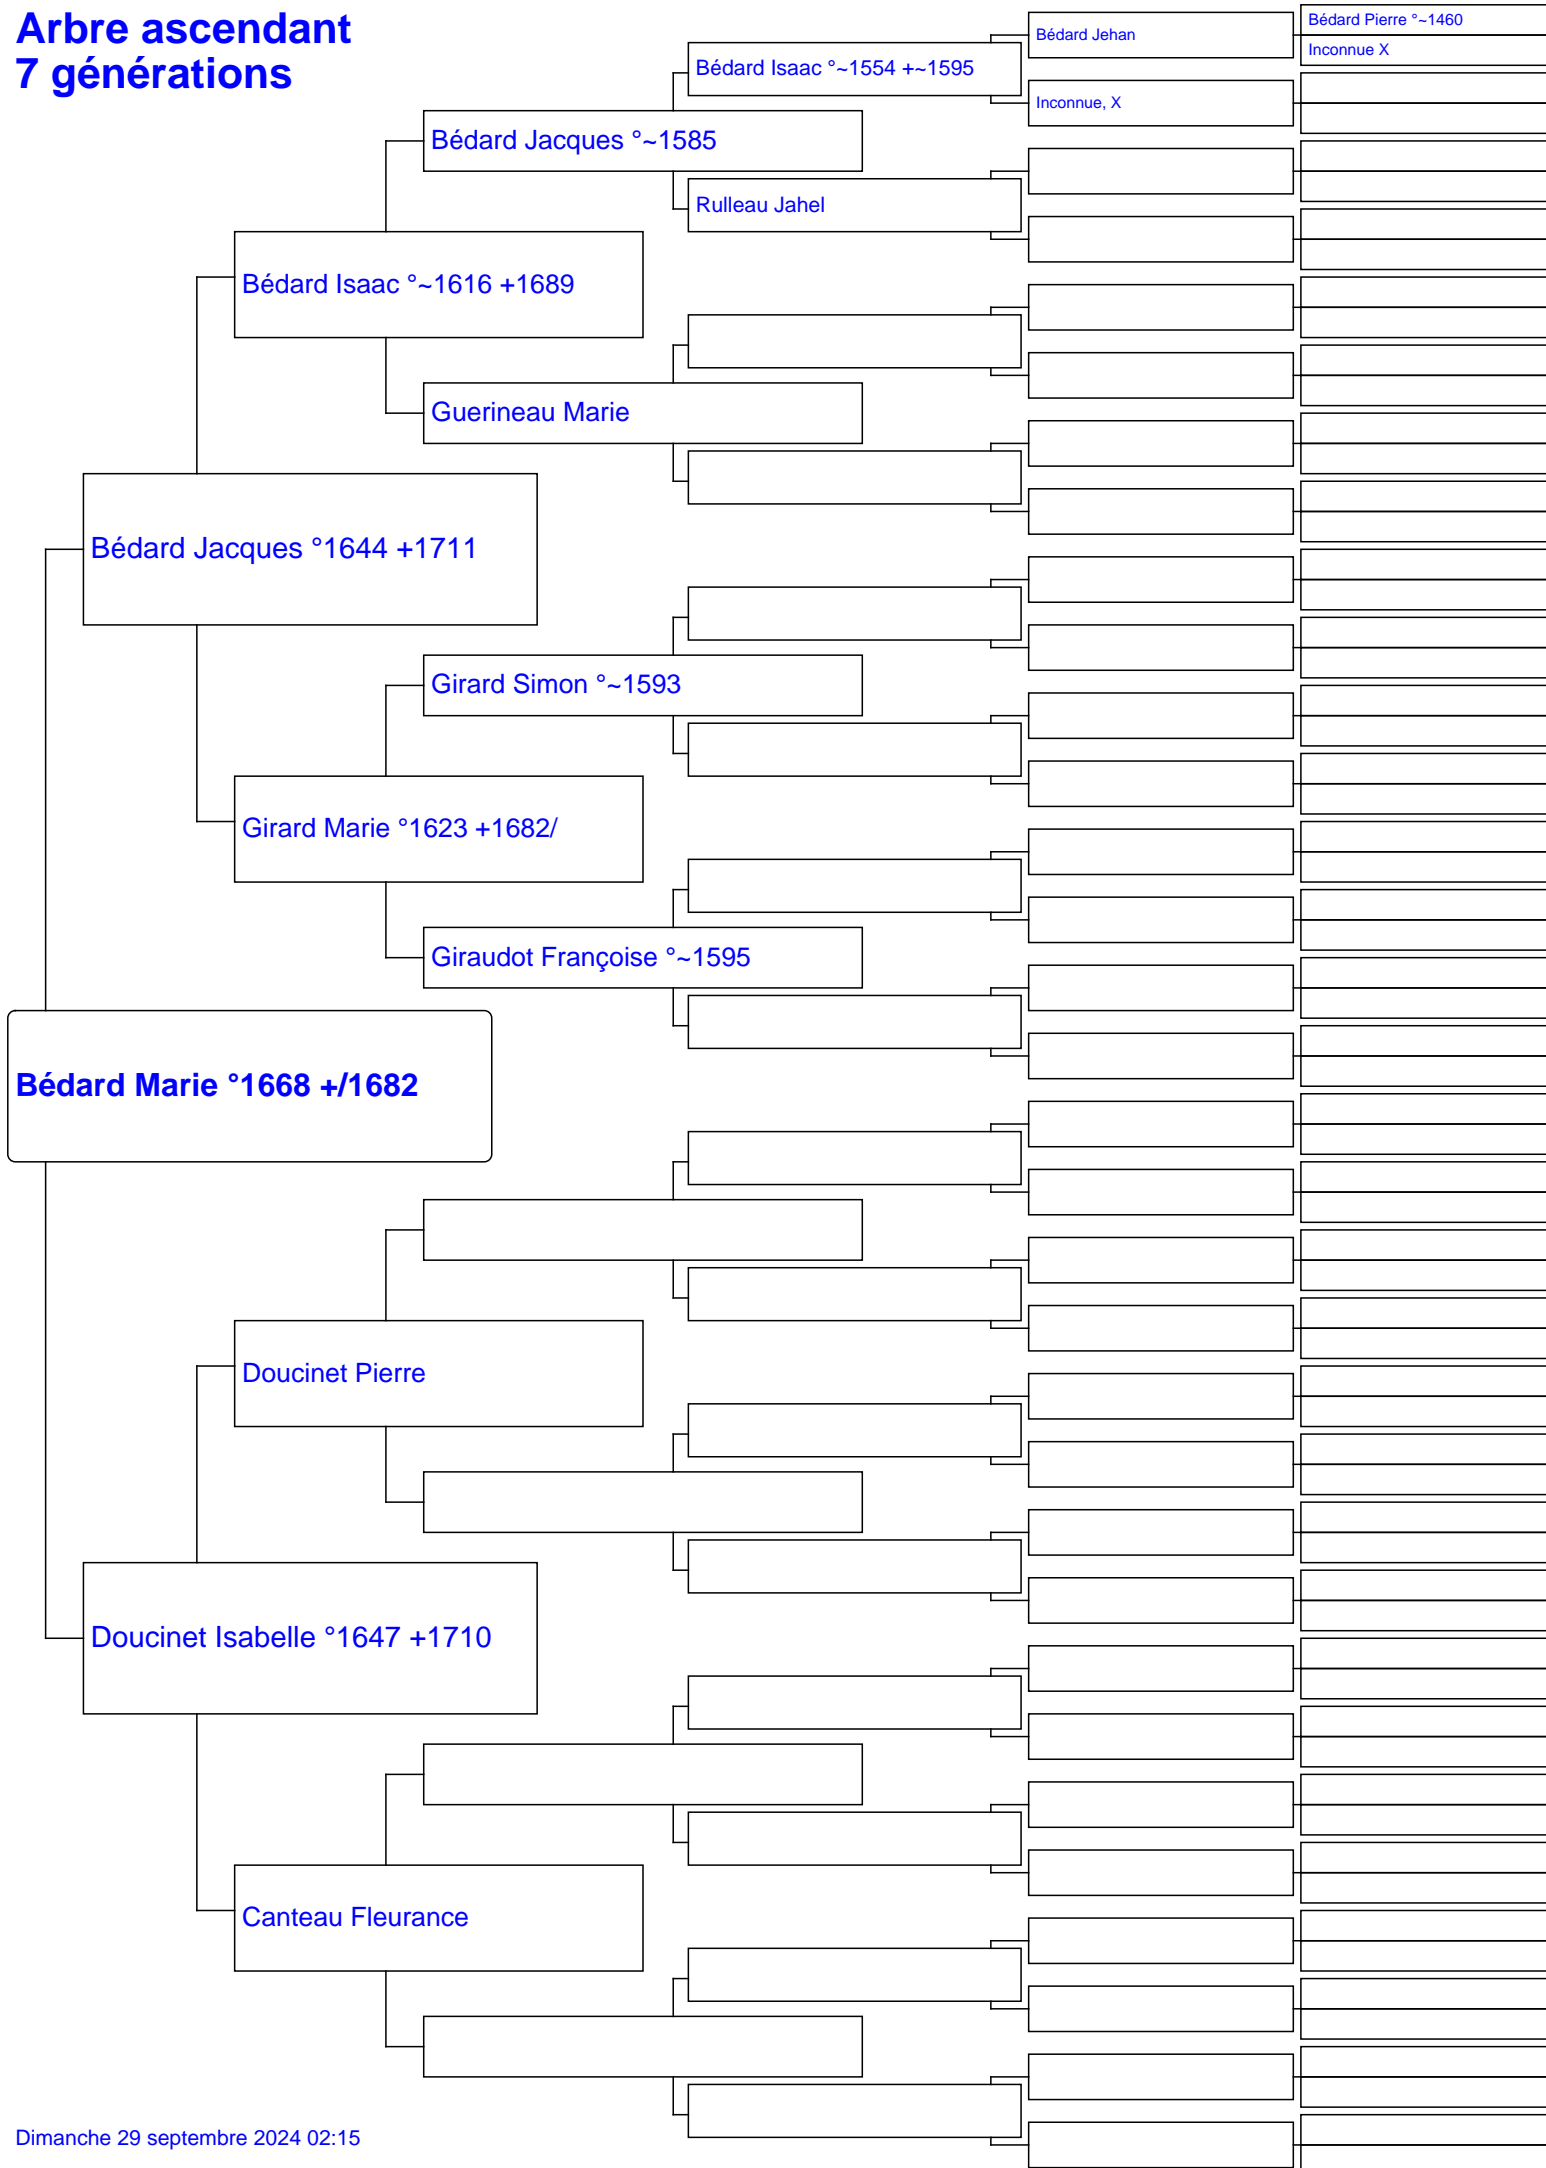 Arbre ascendant
7 générations
Bédard Pierre °~1460
Inconnue X
Bédard Jehan
Bédard Isaac °~1554 +~1595
Inconnue, X
Bédard Jacques °~1585
Rulleau Jahel
Bédard Isaac °~1616 +1689
Guerineau Marie
Bédard Jacques °1644 +1711
Girard Simon °~1593
Girard Marie °1623 +1682/
Giraudot Françoise °~1595
Bédard Marie °1668 +/1682
Doucinet Pierre
Doucinet Isabelle °1647 +1710
Canteau Fleurance
Dimanche 29 septembre 2024 02:15